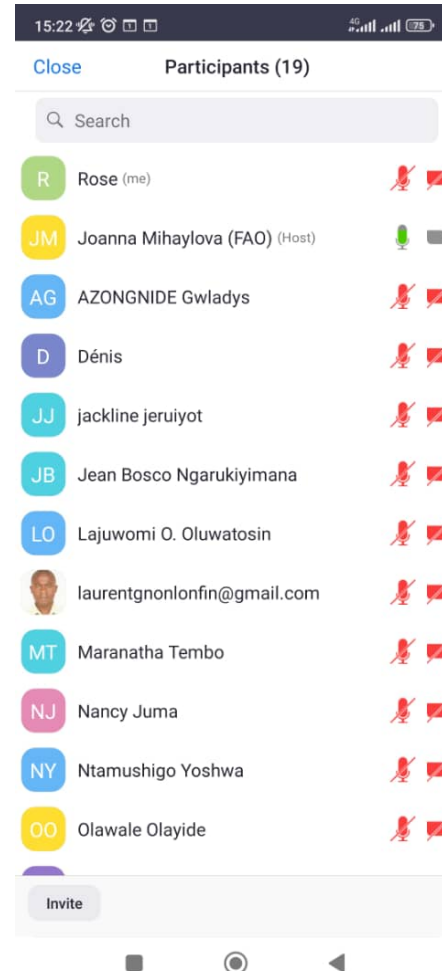 15:22 4G 75
Close Participants (19)
Search
R Rose (me)
JM Joanna Mihaylova (FAO) (Host)
AG AZONGNIDE Gwladys
D Dénis
JJ jackline jeruiyot
JB Jean Bosco Ngarukiyimana
LO Lajuwomi O. Oluwatosin
laurentgnonlonfin@gmail.com
MT Maranatha Tembo
NJ Nancy Juma
NY Ntamushigo Yoshwa
OO Olawale Olayide
Invite